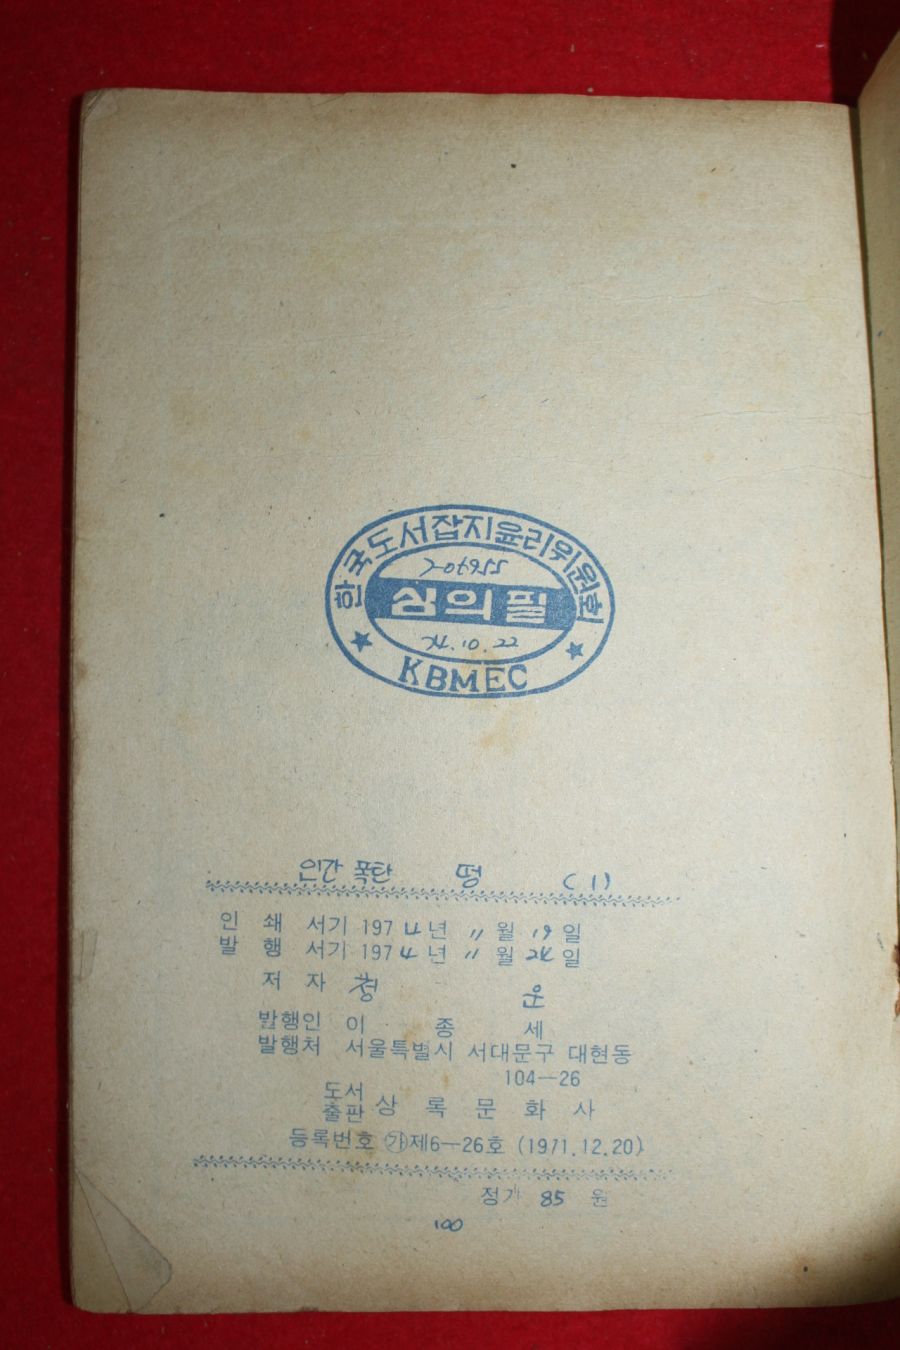 한국도서잡지윤리위원회
심의필
74.10.22
KBMEC
인간 폭탄 떵 (1)
인 쇄 서기 1974년 11월 19일
발 행 서기 1974년 11월 24일
저 자 청 운
발행인 이 종 세
발행처 서울특별시 서대문구 대현동
104—26
도서
출판 상 록 문 화 사
등록번호 ㉮제6—26호 (1971.12.20)
정가 85 원
100